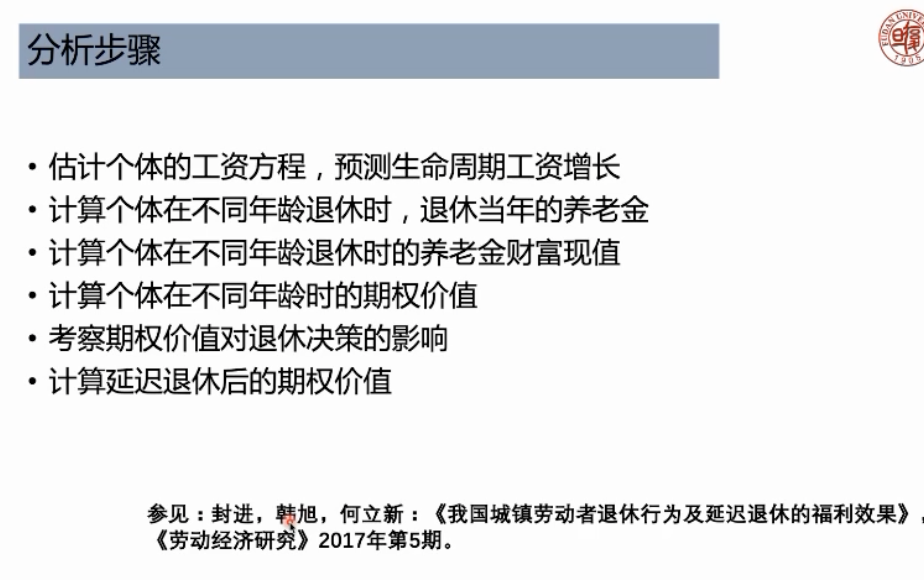 分析步骤
• 估计个体的工资方程，预测生命周期工资增长
• 计算个体在不同年龄退休时，退休当年的养老金
• 计算个体在不同年龄退休时的养老金财富现值
• 计算个体在不同年龄时的期权价值
• 考察期权价值对退休决策的影响
• 计算延迟退休后的期权价值
参见：封进，韩旭，何立新：《我国城镇劳动者退休行为及延迟退休的福利效果》，
《劳动经济研究》2017年第5期。